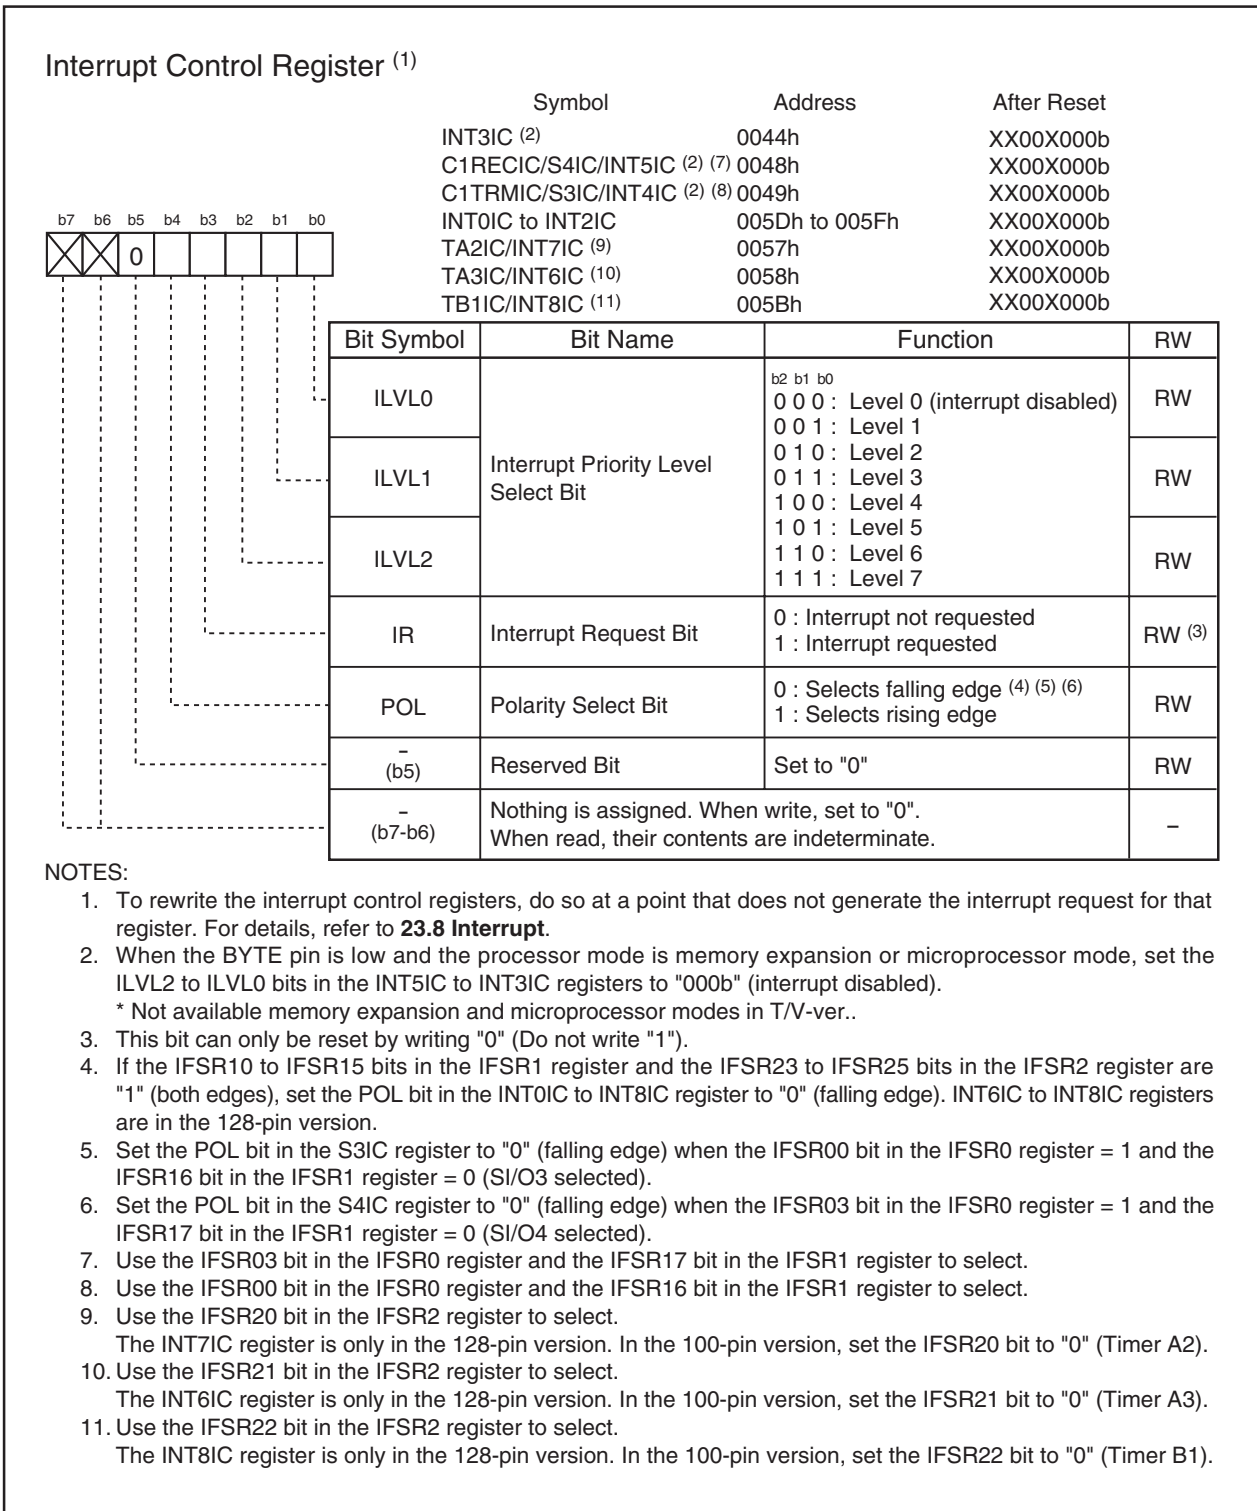 Interrupt Control Register (1)
Symbol Address After Reset
INT3IC (2) 0044h XX00X000b
C1RECIC/S4IC/INT5IC (2) (7) 0048h XX00X000b
C1TRMIC/S3IC/INT4IC (2) (8) 0049h XX00X000b
b7 b6 b5 b4 b3 b2 b1 b0
INT0IC to INT2IC 005Dh to 005Fh XX00X000b
0
TA2IC/INT7IC (9) 0057h XX00X000b
TA3IC/INT6IC (10) 0058h XX00X000b
TB1IC/INT8IC (11) 005Bh XX00X000b
Bit Symbol Bit Name Function RW
ILVL0
ILVL1
ILVL2
Interrupt Priority Level
Select Bit
b2 b1 b0
0 0 0 : Level 0 (interrupt disabled)
0 0 1 : Level 1
0 1 0 : Level 2
0 1 1 : Level 3
1 0 0 : Level 4
1 0 1 : Level 5
1 1 0 : Level 6
1 1 1 : Level 7
RW
RW
RW
IR
Interrupt Request Bit
0 : Interrupt not requested
1 : Interrupt requested
RW (3)
POL
Polarity Select Bit
0 : Selects falling edge (4) (5) (6)
1 : Selects rising edge
RW
–
(b5)
Reserved Bit
Set to "0"
RW
–
(b7-b6)
Nothing is assigned. When write, set to "0".
When read, their contents are indeterminate.
–
NOTES:
1. To rewrite the interrupt control registers, do so at a point that does not generate the interrupt request for that
register. For details, refer to 23.8 Interrupt.
2. When the BYTE pin is low and the processor mode is memory expansion or microprocessor mode, set the
ILVL2 to ILVL0 bits in the INT5IC to INT3IC registers to "000b" (interrupt disabled).
* Not available memory expansion and microprocessor modes in T/V-ver..
3. This bit can only be reset by writing "0" (Do not write "1").
4. If the IFSR10 to IFSR15 bits in the IFSR1 register and the IFSR23 to IFSR25 bits in the IFSR2 register are
"1" (both edges), set the POL bit in the INT0IC to INT8IC register to "0" (falling edge). INT6IC to INT8IC registers
are in the 128-pin version.
5. Set the POL bit in the S3IC register to "0" (falling edge) when the IFSR00 bit in the IFSR0 register = 1 and the
IFSR16 bit in the IFSR1 register = 0 (SI/O3 selected).
6. Set the POL bit in the S4IC register to "0" (falling edge) when the IFSR03 bit in the IFSR0 register = 1 and the
IFSR17 bit in the IFSR1 register = 0 (SI/O4 selected).
7. Use the IFSR03 bit in the IFSR0 register and the IFSR17 bit in the IFSR1 register to select.
8. Use the IFSR00 bit in the IFSR0 register and the IFSR16 bit in the IFSR1 register to select.
9. Use the IFSR20 bit in the IFSR2 register to select.
The INT7IC register is only in the 128-pin version. In the 100-pin version, set the IFSR20 bit to "0" (Timer A2).
10. Use the IFSR21 bit in the IFSR2 register to select.
The INT6IC register is only in the 128-pin version. In the 100-pin version, set the IFSR21 bit to "0" (Timer A3).
11. Use the IFSR22 bit in the IFSR2 register to select.
The INT8IC register is only in the 128-pin version. In the 100-pin version, set the IFSR22 bit to "0" (Timer B1).